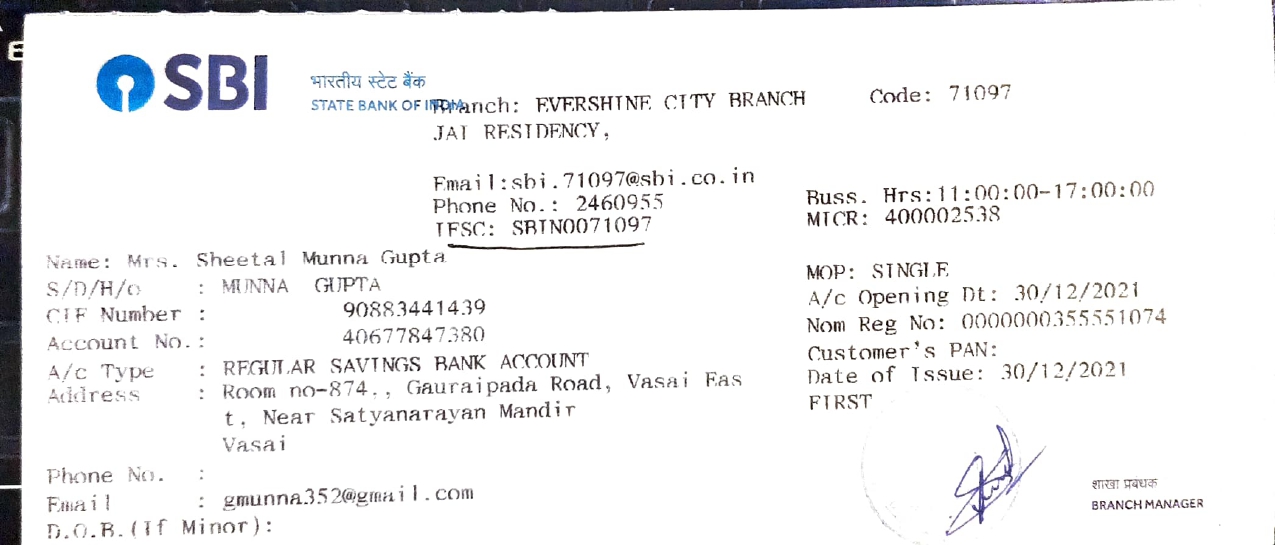 SBI
भारतीय स्टेट बैंक
STATE BANK OF INDIA
Branch: EVERSHINE CITY BRANCH Code: 71097
JAI RESIDENCY,
Email:sbi.71097@sbi.co.in
Phone No.: 2460955
IFSC: SBIN0071097
Buss. Hrs:11:00:00-17:00:00
MICR: 400002538
Name: Mrs. Sheetal Munna Gupta
S/D/H/o : MUNNA GUPTA
CIF Number : 90883441439
Account No.: 40677847380
A/c Type : REGULAR SAVINGS BANK ACCOUNT
Address : Room no-874,, Gauraipada Road, Vasai Eas
t, Near Satyanarayan Mandir
Vasai
Phone No. :
Email : gmunna352@gmail.com
D.O.B.(If Minor):
MOP: SINGLE
A/c Opening Dt: 30/12/2021
Nom Reg No: 0000000355551074
Customer's PAN:
Date of Issue: 30/12/2021
FIRST
शाखा प्रबंधक
BRANCH MANAGER